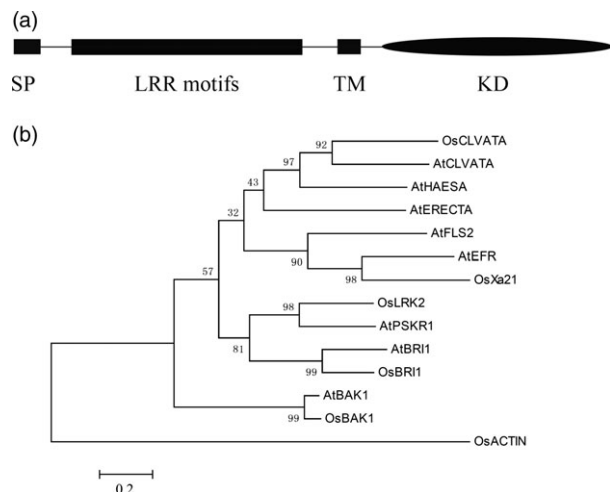 (a)
SP LRR motifs TM KD
(b)
OsCLVATA
92
AtCLVATA
97
AtHAESA
43
AtERECTA
32
AtFLS2
90
AtEFR
98
OsXa21
57
OsLRK2
98
AtPSKR1
81
AtBRI1
99
OsBRI1
AtBAK1
99
OsBAK1
OsACTIN
0.2